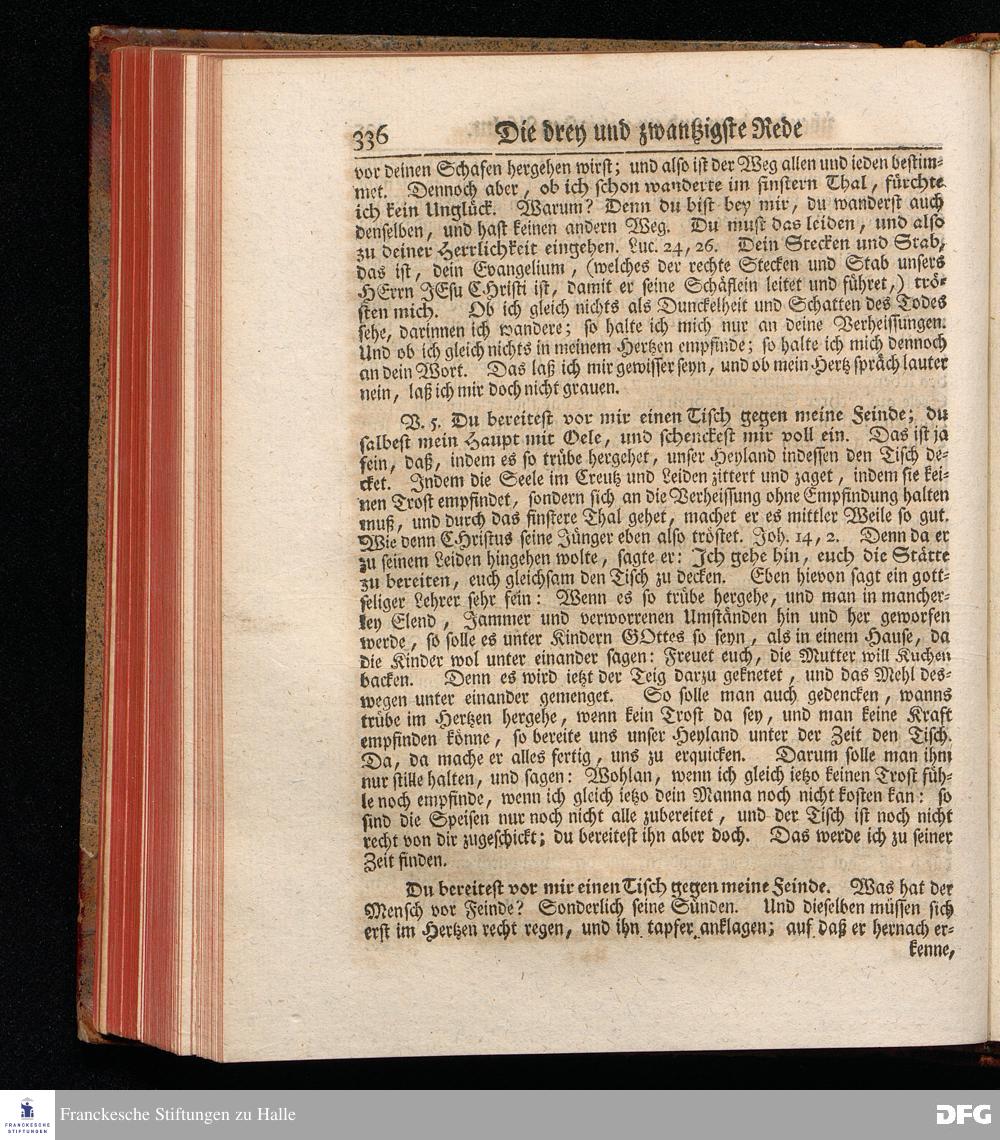 336 Die drey und zwantzigste Rede
vor deinen Schafen hergehen wirst; und also ist der Weg allen und ieden bestim-
met. Dennoch aber, ob ich schon wanderte im finstern Thal, fürchte
ich kein Unglück. Warum? Denn du bist bey mir, du wanderst auch
denselben, und hast keinen andern Weg. Du must das leiden, und also
zu deiner Herrlichkeit eingehen. Luc. 24, 26. Dein Stecken und Stab,
das ist, dein Evangelium, (welches der rechte Stecken und Stab unsers
HErrn JEsu CHristi ist, damit er seine Schäflein leitet und führet,) trö-
sten mich. Ob ich gleich nichts als Dunckelheit und Schatten des Todes
sehe, darinnen ich wandere; so halte ich mich nur an deine Verheissungen.
Und ob ich gleich nichts in meinem Hertzen empfinde; so halte ich mich dennoch
an dein Wort. Das laß ich mir gewisser seyn, und ob mein Hertz spräch lauter
nein, laß ich mir doch nicht grauen.
V. 5. Du bereitest vor mir einen Tisch gegen meine Feinde; du
salbest mein Haupt mit Oele, und schenckest mir voll ein. Das ist ja
fein, daß, indem es so trübe hergehet, unser Heyland indessen den Tisch de-
cket. Indem die Seele im Creutz und Leiden zittert und zaget, indem sie kei-
nen Trost empfindet, sondern sich an die Verheissung ohne Empfindung halten
muß, und durch das finstere Thal gehet, machet er es mittler Weile so gut.
Wie denn CHristus seine Jünger eben also tröstet. Joh. 14, 2. Denn da er
zu seinem Leiden hingehen wolte, sagte er: Ich gehe hin, euch die Stätte
zu bereiten, euch gleichsam den Tisch zu decken. Eben hievon sagt ein gott-
seliger Lehrer sehr fein: Wenn es so trübe hergehe, und man in mancher-
ley Elend, Jammer und verworrenen Umständen hin und her geworfen
werde, so solle es unter Kindern GOttes so seyn, als in einem Hause, da
die Kinder wol unter einander sagen: Freuet euch, die Mutter will Kuchen
backen. Denn es wird ietzt der Teig darzu geknetet, und das Mehl des-
wegen unter einander gemenget. So solle man auch gedencken, wanns
trübe im Hertzen hergehe, wenn kein Trost da sey, und man keine Kraft
empfinden könne, so bereite uns unser Heyland unter der Zeit den Tisch.
Da, da mache er alles fertig, uns zu erquicken. Darum solle man ihm
nur stille halten, und sagen: Wohlan, wenn ich gleich ietzo keinen Trost füh-
le noch empfinde, wenn ich gleich ietzo dein Manna noch nicht kosten kan: so
sind die Speisen nur noch nicht alle zubereitet, und der Tisch ist noch nicht
recht von dir zugeschickt; du bereitest ihn aber doch. Das werde ich zu seiner
Zeit finden.
Du bereitest vor mir einen Tisch gegen meine Feinde. Was hat der
Mensch vor Feinde? Sonderlich seine Sünden. Und dieselben müssen sich
erst im Hertzen recht regen, und ihn tapfer anklagen; auf daß er hernach er-
kenne,
FRANCKESCHE
STIFTUNGEN
Franckesche Stiftungen zu Halle
DFG